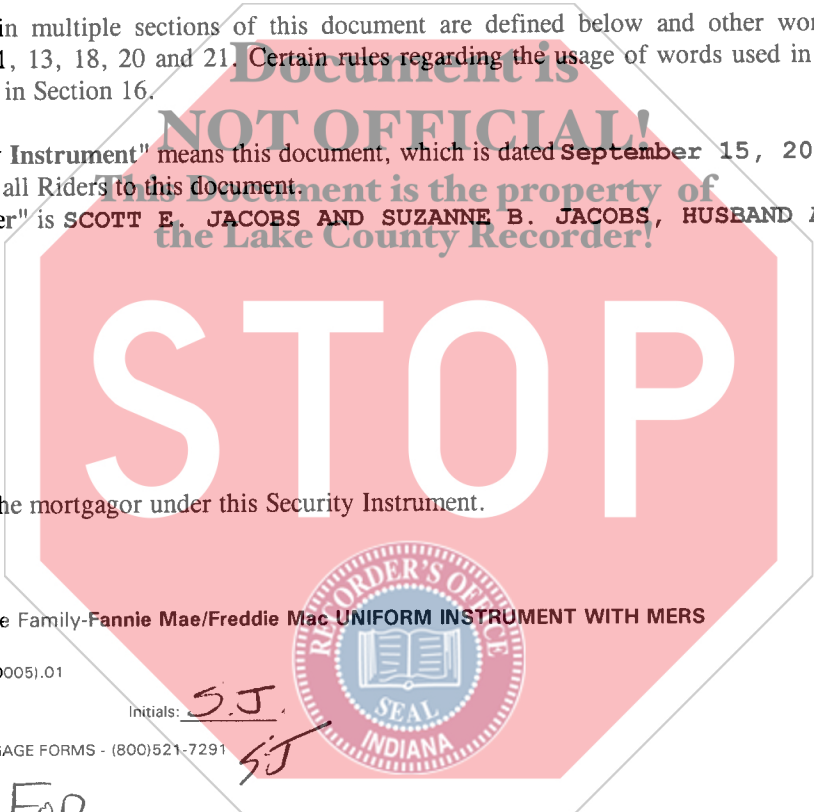 in multiple sections of this document are defined below and other wor
1, 13, 18, 20 and 21. Certain rules regarding the usage of words used in
in Section 16.
Document is
NOT OFFICIAL!
Instrument" means this document, which is dated September 15, 20
all Riders to this document.
This Document is the property of
er" is SCOTT E. JACOBS AND SUZANNE B. JACOBS, HUSBAND A
the Lake County Recorder!
STOP
he mortgagor under this Security Instrument.
RECORDER'S OFFICE
SEAL
INDIANA
e Family-Fannie Mae/Freddie Mac UNIFORM INSTRUMENT WITH MERS
0005).01
Initials: S.J.
GAGE FORMS - (800)521-7291
SJ